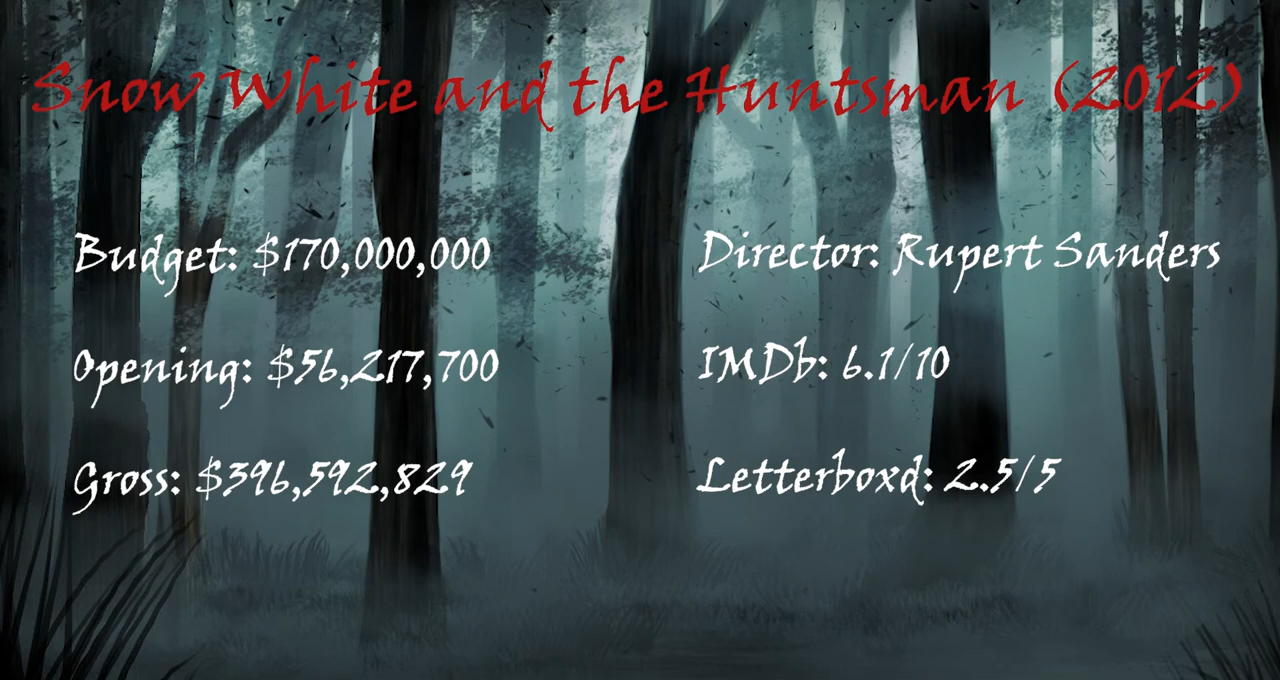 Snow White and the Huntsman (2012)
Budget: $170,000,000
Opening: $56,217,700
Gross: $396,592,829
Director: Rupert Sanders
IMDb: 6.1/10
Letterboxd: 2.5/5